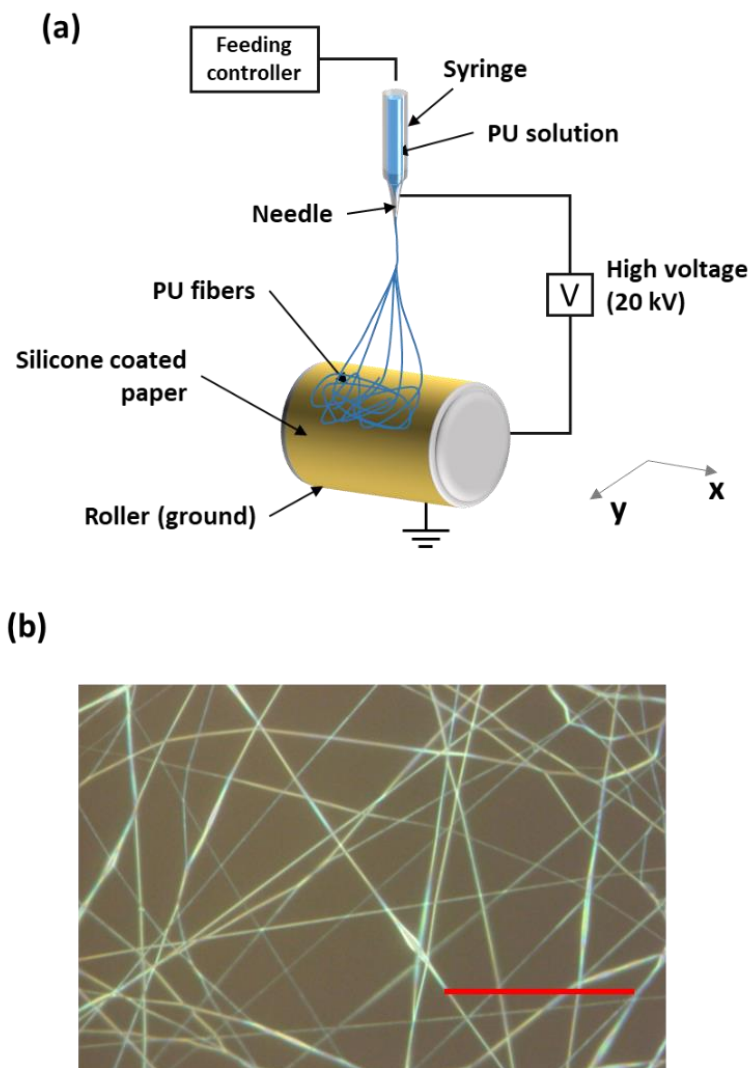 (a)
Feeding
controller
Syringe
PU solution
Needle
High voltage
(20 kV)
V
PU fibers
Silicone coated
paper
Roller (ground)
x
y
(b)